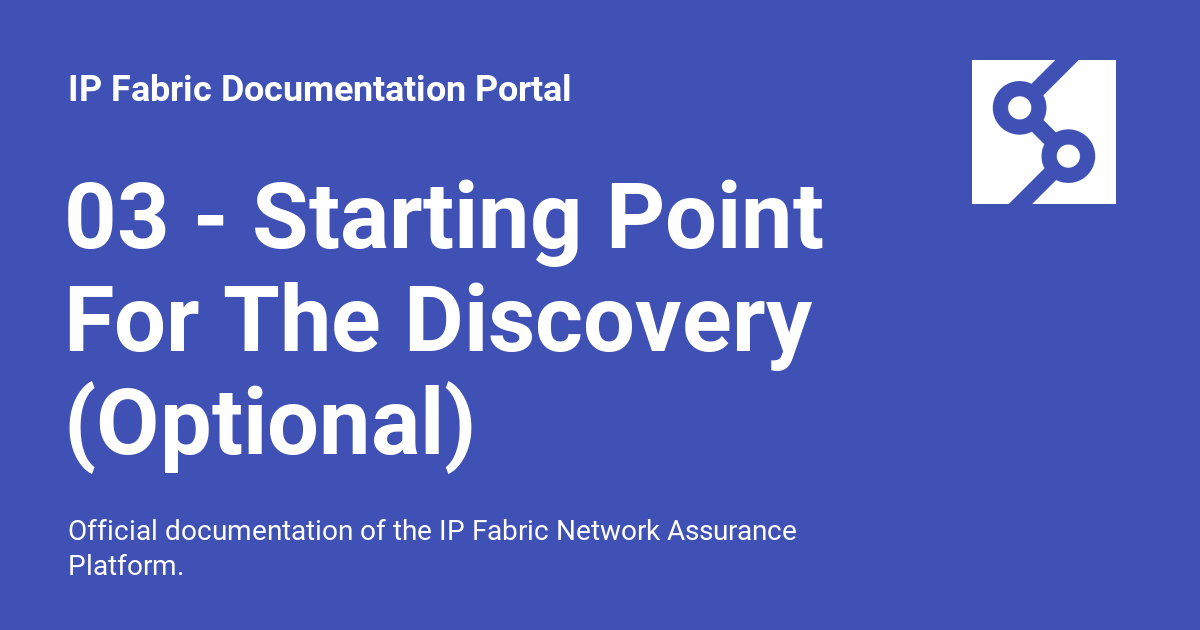 IP Fabric Documentation Portal
03 - Starting Point
For The Discovery
(Optional)
Official documentation of the IP Fabric Network Assurance
Platform.